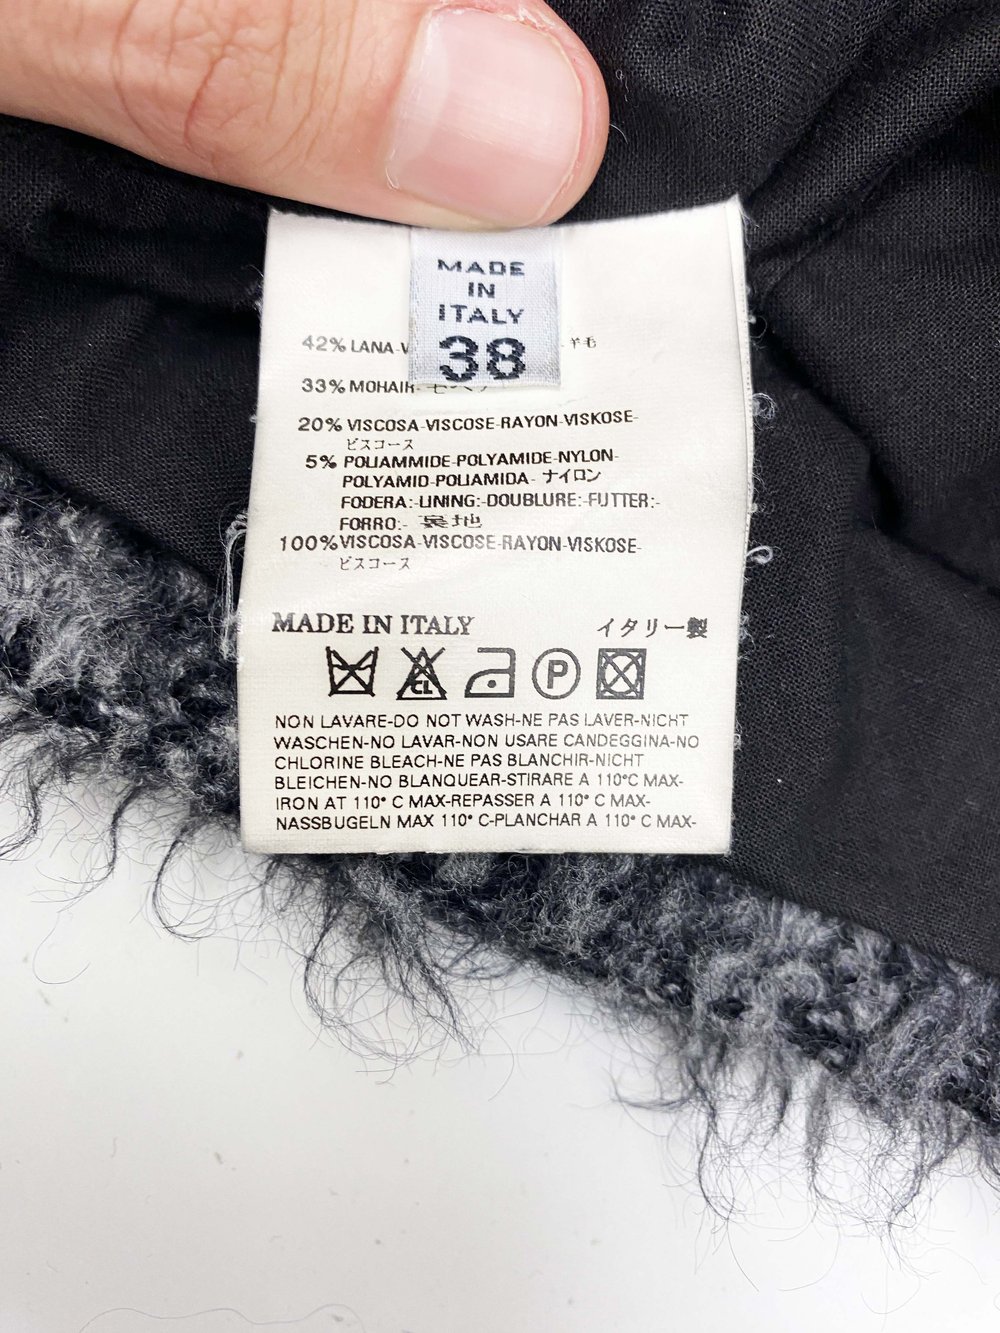 MADE
IN
ITALY
38
42% LANA-
羊毛
33% MOHAIR-
20% VISCOSA-VISCOSE-RAYON-VISKOSE-
ビスコース
5% POLIAMMIDE-POLYAMIDE-NYLON-
POLYAMID-POLIAMIDA- ナイロン
FODERA:-LINING:-DOUBLURE:-FUTTER:-
FORRO:- 裏地
100% VISCOSA-VISCOSE-RAYON-VISKOSE-
ビスコース
MADE IN ITALY イタリー製
CL P
NON LAVARE-DO NOT WASH-NE PAS LAVER-NICHT
WASCHEN-NO LAVAR-NON USARE CANDEGGINA-NO
CHLORINE BLEACH-NE PAS BLANCHIR-NICHT
BLEICHEN-NO BLANQUEAR-STIRARE A 110°C MAX-
IRON AT 110° C MAX-REPASSER A 110° C MAX-
NASSBUGELN MAX 110° C-PLANCHAR A 110° C MAX-